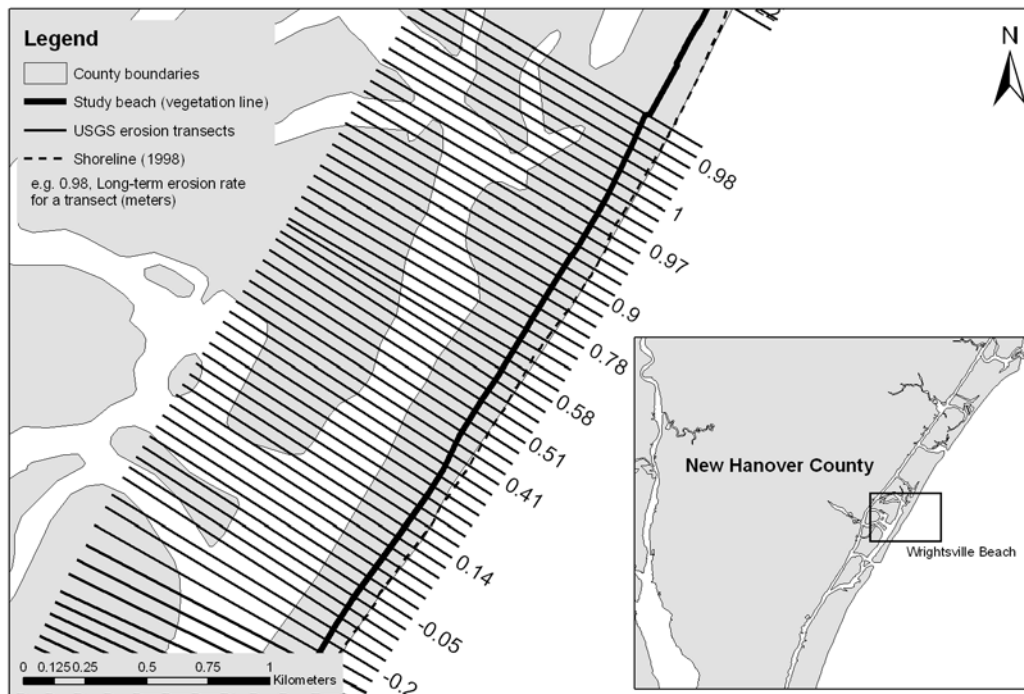 Legend
County boundaries
Study beach (vegetation line)
USGS erosion transects
Shoreline (1998)
e.g. 0.98, Long-term erosion rate
for a transect (meters)
N
0.98
1
0.97
0.9
0.78
0.58
0.51
0.41
0.14
-0.05
-0.2
New Hanover County
Wrightsville Beach
0 0.125 0.25 0.5 0.75 1
Kilometers